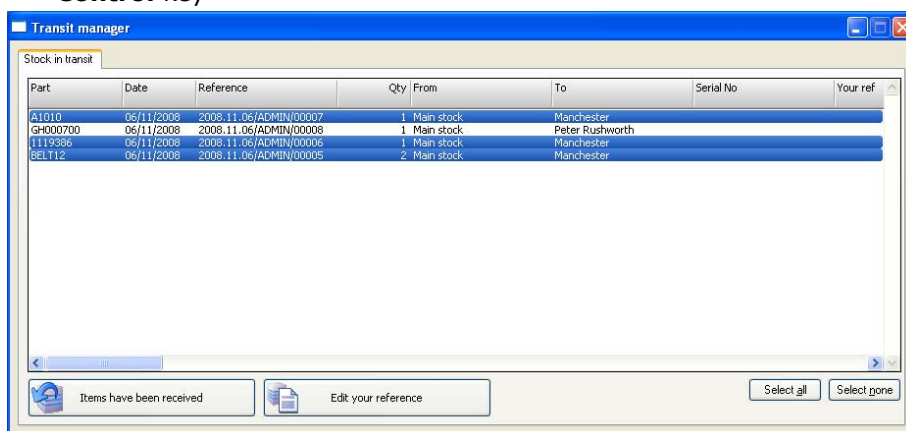 Control key
Transit manager
Stock in transit
Part Date Reference Qty From To Serial No Your ref
A1010 06/11/2008 2008.11.06/ADMIN/00007 1 Main stock Manchester
GH000700 06/11/2008 2008.11.06/ADMIN/00008 1 Main stock Peter Rushworth
1119386 06/11/2008 2008.11.06/ADMIN/00006 1 Main stock Manchester
BELT12 06/11/2008 2008.11.06/ADMIN/00005 2 Main stock Manchester
Items have been received Edit your reference Select all Select none